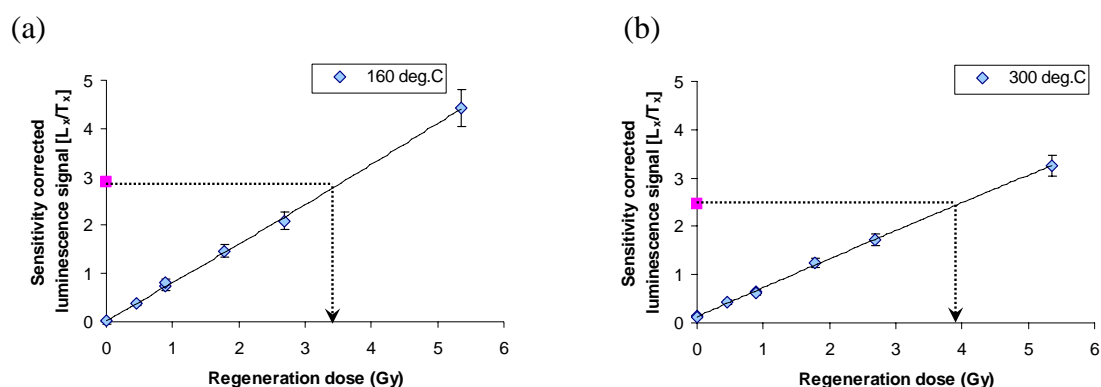 (a)
160 deg.C
Sensitivity corrected
luminescence signal [Lₓ/Tₓ]
5
4
3
2
1
0
0 1 2 3 4 5 6
Regeneration dose (Gy)
(b)
300 deg.C
Sensitivity corrected
luminescence signal [Lₓ/Tₓ]
5
4
3
2
1
0
0 1 2 3 4 5 6
Regeneration dose (Gy)